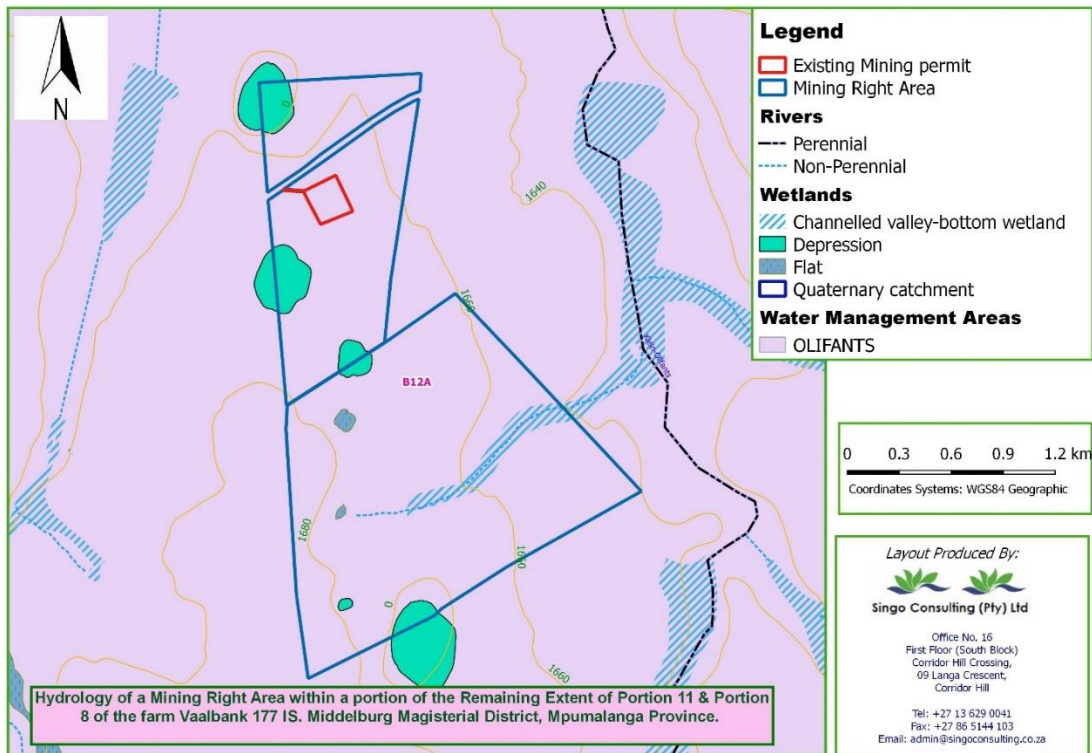 N
0
1640
1660
B12A
Klein-Olifants
1680
1660
0
1660
Hydrology of a Mining Right Area within a portion of the Remaining Extent of Portion 11 & Portion
8 of the farm Vaalbank 177 IS. Middelburg Magisterial District, Mpumalanga Province.
Legend
Existing Mining permit
Mining Right Area
Rivers
Perennial
Non-Perennial
Wetlands
Channelled valley-bottom wetland
Depression
Flat
Quaternary catchment
Water Management Areas
OLIFANTS
0 0.3 0.6 0.9 1.2 km
Coordinates Systems: WGS84 Geographic
Layout Produced By:
Singo Consulting (Pty) Ltd
Office No. 16
First Floor (South Block)
Corridor Hill Crossing,
09 Langa Crescent,
Corridor Hill
Tel: +27 13 629 0041
Fax: +27 86 5144 103
Email: admin@singoconsulting.co.za